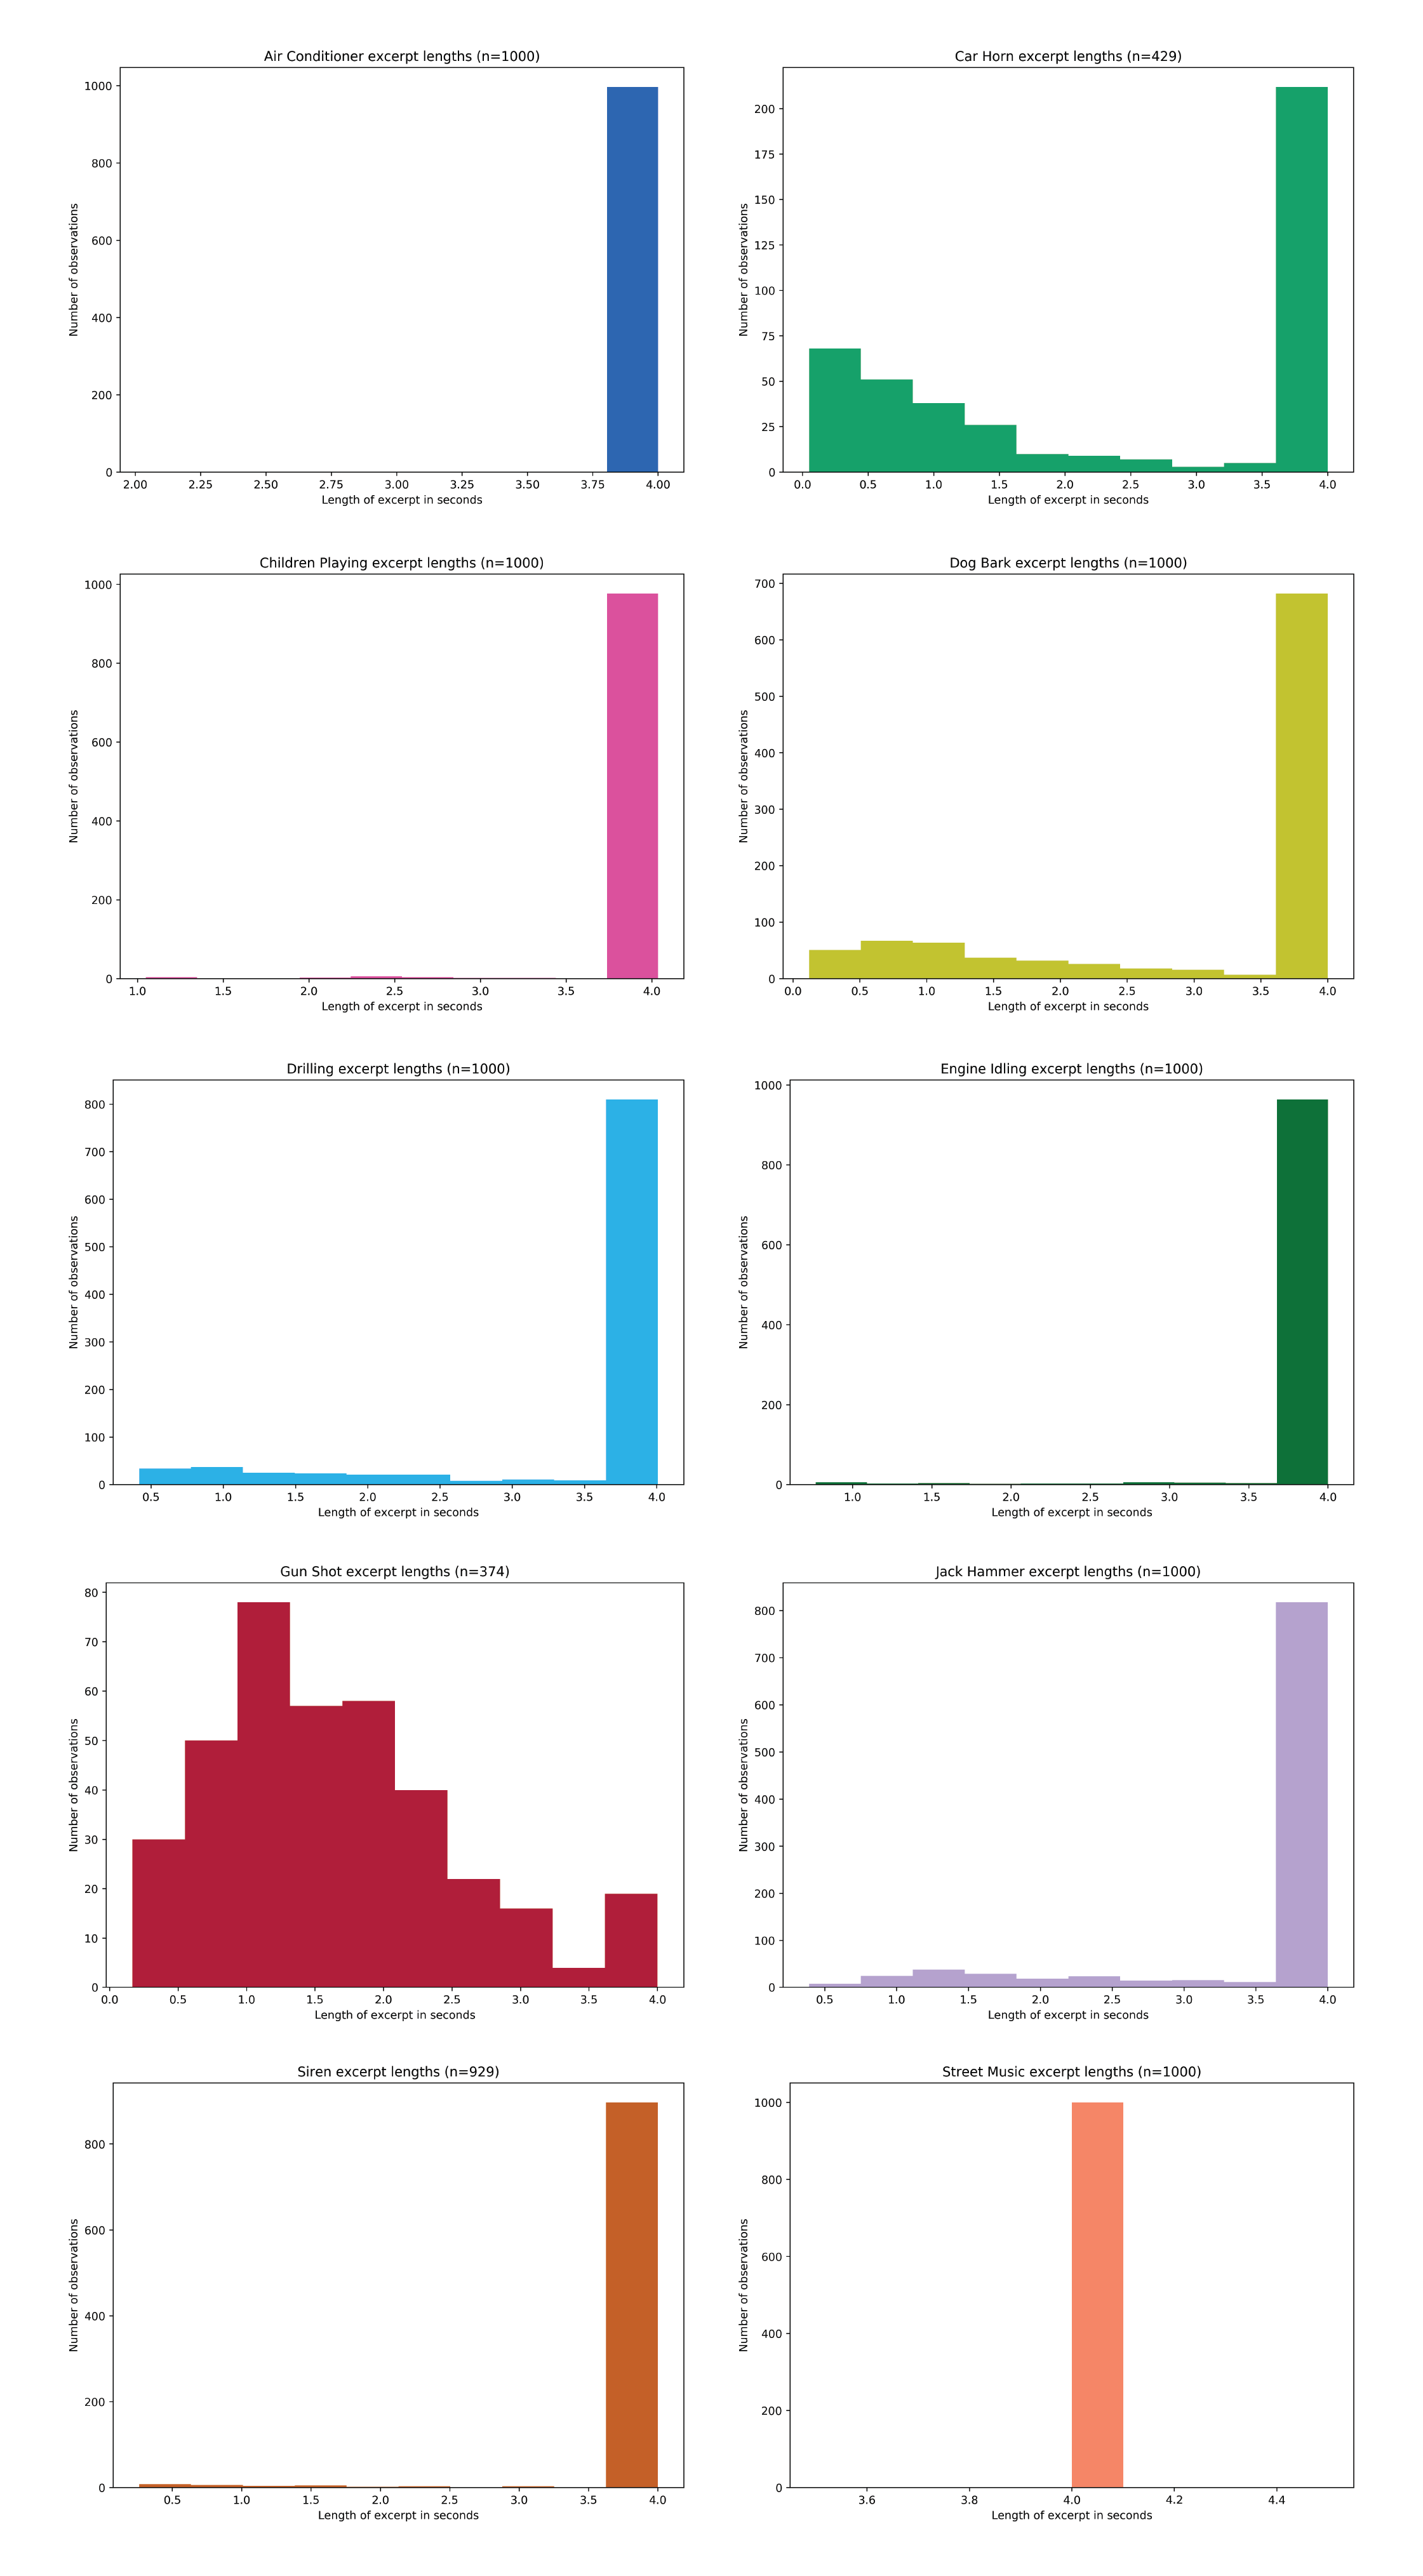 Air Conditioner excerpt lengths (n=1000)
Number of observations
1000
800
600
400
200
0
2.00 2.25 2.50 2.75 3.00 3.25 3.50 3.75 4.00
Length of excerpt in seconds
Car Horn excerpt lengths (n=429)
Number of observations
200
175
150
125
100
75
50
25
0
0.0 0.5 1.0 1.5 2.0 2.5 3.0 3.5 4.0
Length of excerpt in seconds
Children Playing excerpt lengths (n=1000)
Number of observations
1000
800
600
400
200
0
1.0 1.5 2.0 2.5 3.0 3.5 4.0
Length of excerpt in seconds
Dog Bark excerpt lengths (n=1000)
Number of observations
700
600
500
400
300
200
100
0
0.0 0.5 1.0 1.5 2.0 2.5 3.0 3.5 4.0
Length of excerpt in seconds
Drilling excerpt lengths (n=1000)
Number of observations
800
700
600
500
400
300
200
100
0
0.5 1.0 1.5 2.0 2.5 3.0 3.5 4.0
Length of excerpt in seconds
Engine Idling excerpt lengths (n=1000)
Number of observations
1000
800
600
400
200
0
1.0 1.5 2.0 2.5 3.0 3.5 4.0
Length of excerpt in seconds
Gun Shot excerpt lengths (n=374)
Number of observations
80
70
60
50
40
30
20
10
0
0.0 0.5 1.0 1.5 2.0 2.5 3.0 3.5 4.0
Length of excerpt in seconds
Jack Hammer excerpt lengths (n=1000)
Number of observations
800
700
600
500
400
300
200
100
0
0.5 1.0 1.5 2.0 2.5 3.0 3.5 4.0
Length of excerpt in seconds
Siren excerpt lengths (n=929)
Number of observations
800
600
400
200
0
0.5 1.0 1.5 2.0 2.5 3.0 3.5 4.0
Length of excerpt in seconds
Street Music excerpt lengths (n=1000)
Number of observations
1000
800
600
400
200
0
3.6 3.8 4.0 4.2 4.4
Length of excerpt in seconds